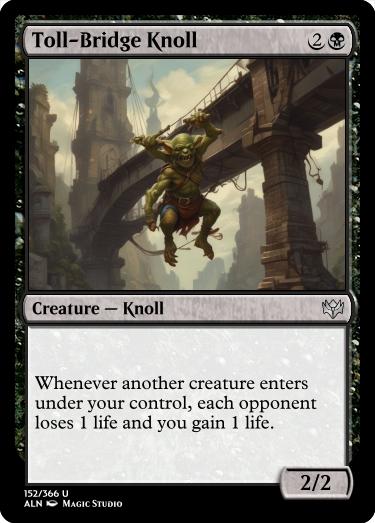 Toll-Bridge Knoll 2
Creature — Knoll
Whenever another creature enters
under your control, each opponent
loses 1 life and you gain 1 life.
2/2
152/366 U
ALN Magic Studio